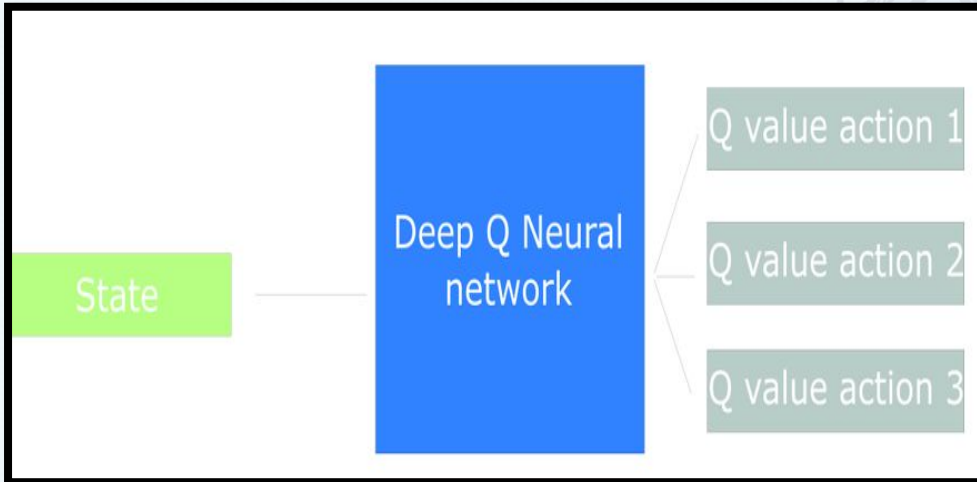 State
Deep Q Neural
network
Q value action 1
Q value action 2
Q value action 3